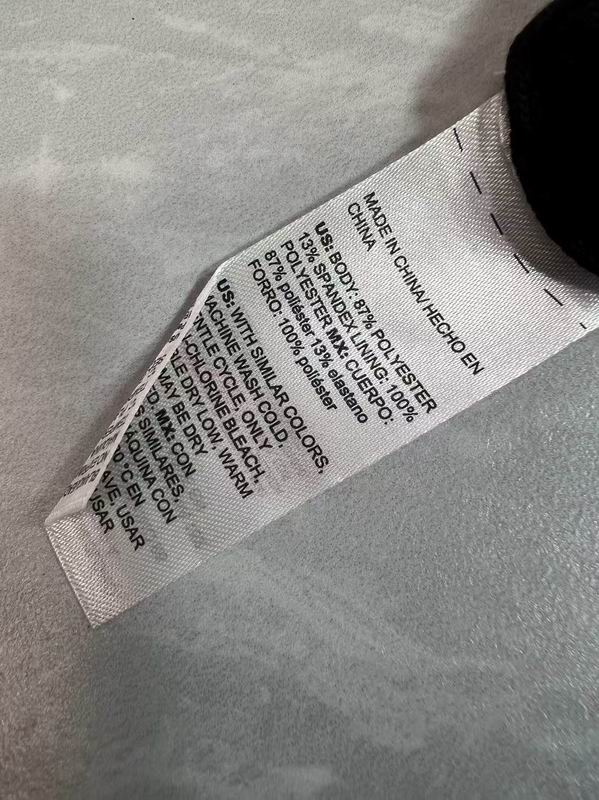 MADE IN CHINA/ HECHO EN
CHINA
US: BODY: 87% POLYESTER
13% SPANDEX LINING: 100%
POLYESTER MX: CUERPO:
87% poliéster 13% elastano
FORRO: 100% poliéster
US: WITH SIMILAR COLORS,
MACHINE WASH COLD,
GENTLE CYCLE, ONLY
CHLORINE BLEACH,
DRY LOW, WARM
MAY BE DRY
MX: CON
SIMILARES,
CON
°C EN
USAR
USAR